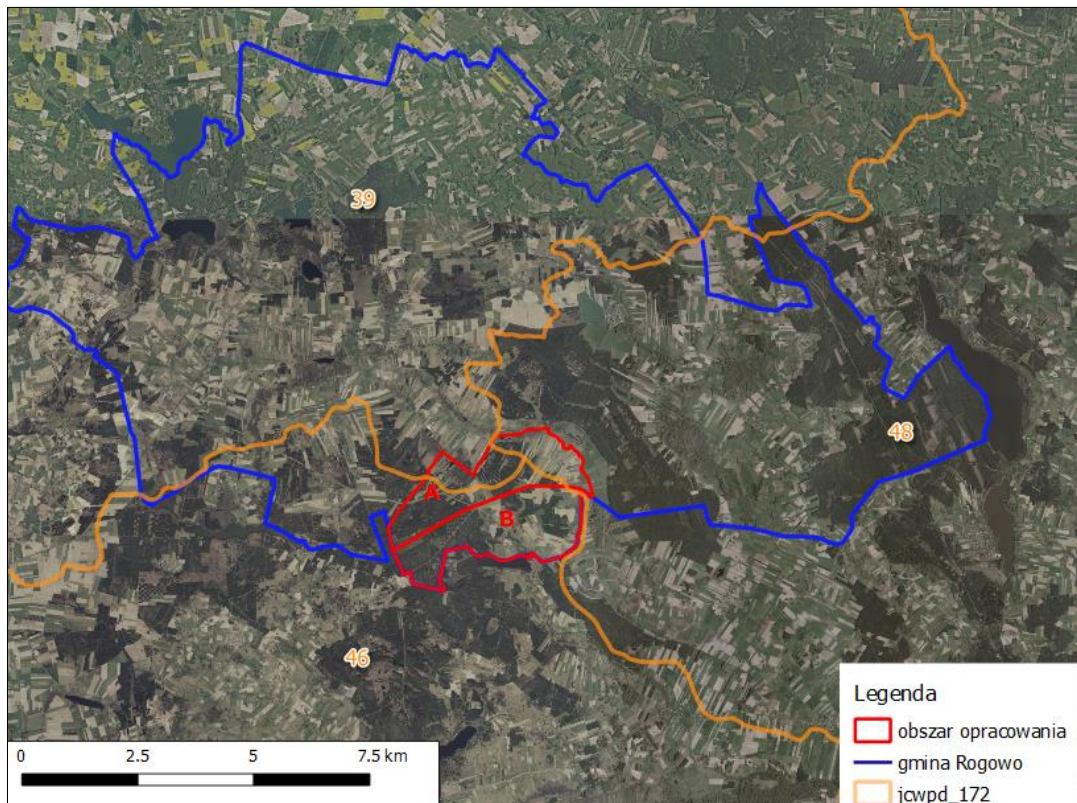 39
48
A
B
46
Legenda
obszar opracowania
gmina Rogowo
jcwpd_172
0 2.5 5 7.5 km